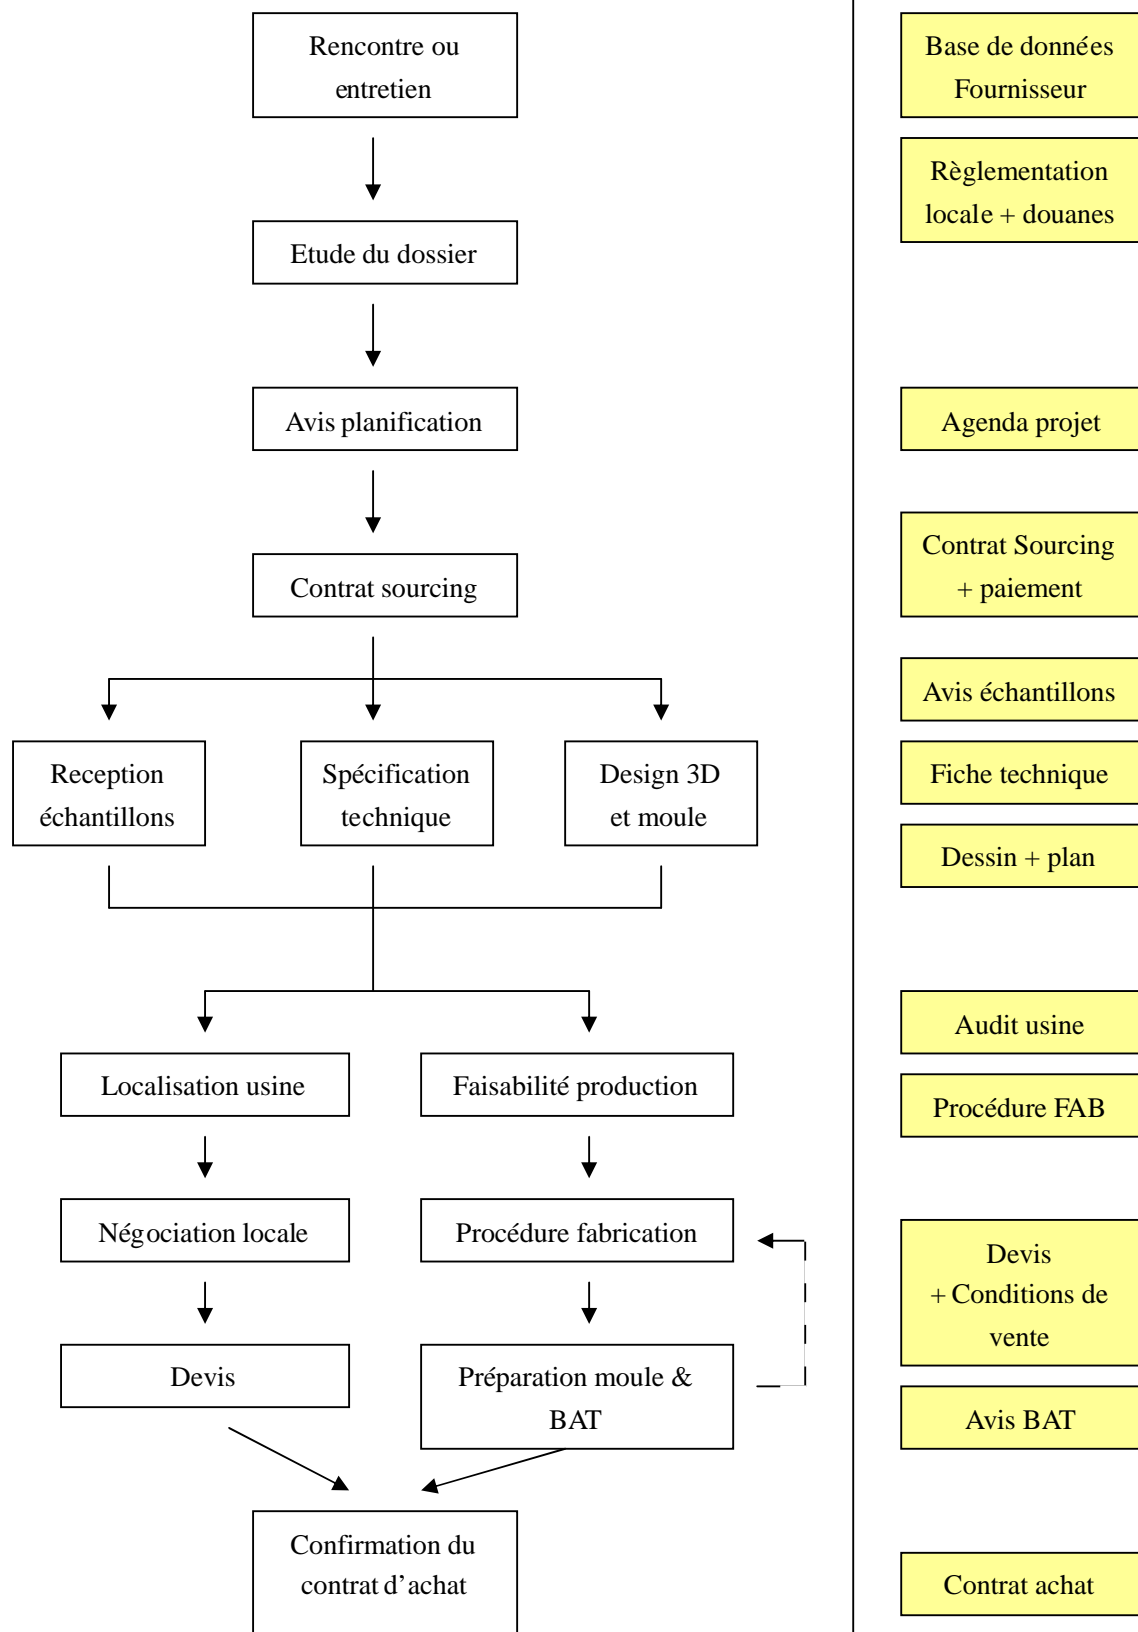 Rencontre ou
entretien
Base de données
Fournisseur
Règlementation
locale + douanes
Etude du dossier
Avis planification
Agenda projet
Contrat sourcing
Contrat Sourcing
+ paiement
Avis échantillons
Reception
échantillons
Spécification
technique
Design 3D
et moule
Fiche technique
Dessin + plan
Audit usine
Localisation usine
Faisabilité production
Procédure FAB
Négociation locale
Procédure fabrication
Devis
+ Conditions de
vente
Devis
Préparation moule &
BAT
Avis BAT
Confirmation du
contrat d’achat
Contrat achat